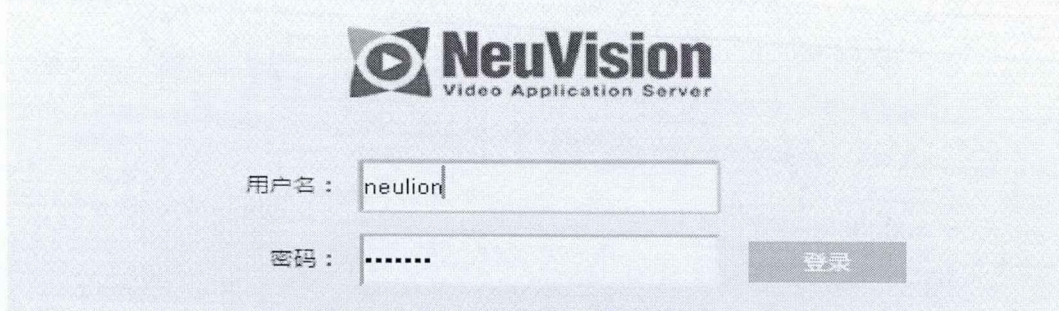 NeuVision
Video Application Server
用户名：
neulion
密码：
•••••••
登录